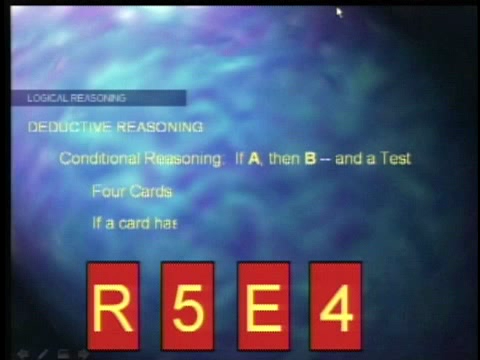 LOGICAL REASONING
DEDUCTIVE REASONING
Conditional Reasoning: If A, then B -- and a Test
Four Cards
If a card has
R 5 E 4